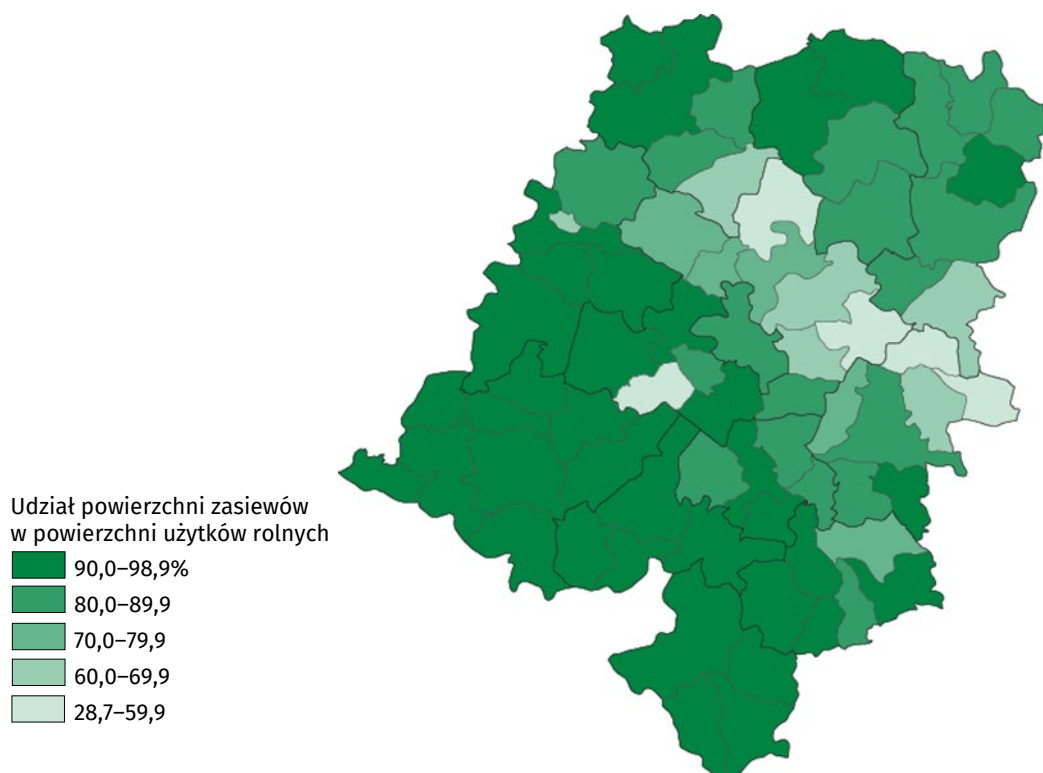 Udział powierzchni zasiewów
w powierzchni użytków rolnych
90,0–98,9%
80,0–89,9
70,0–79,9
60,0–69,9
28,7–59,9